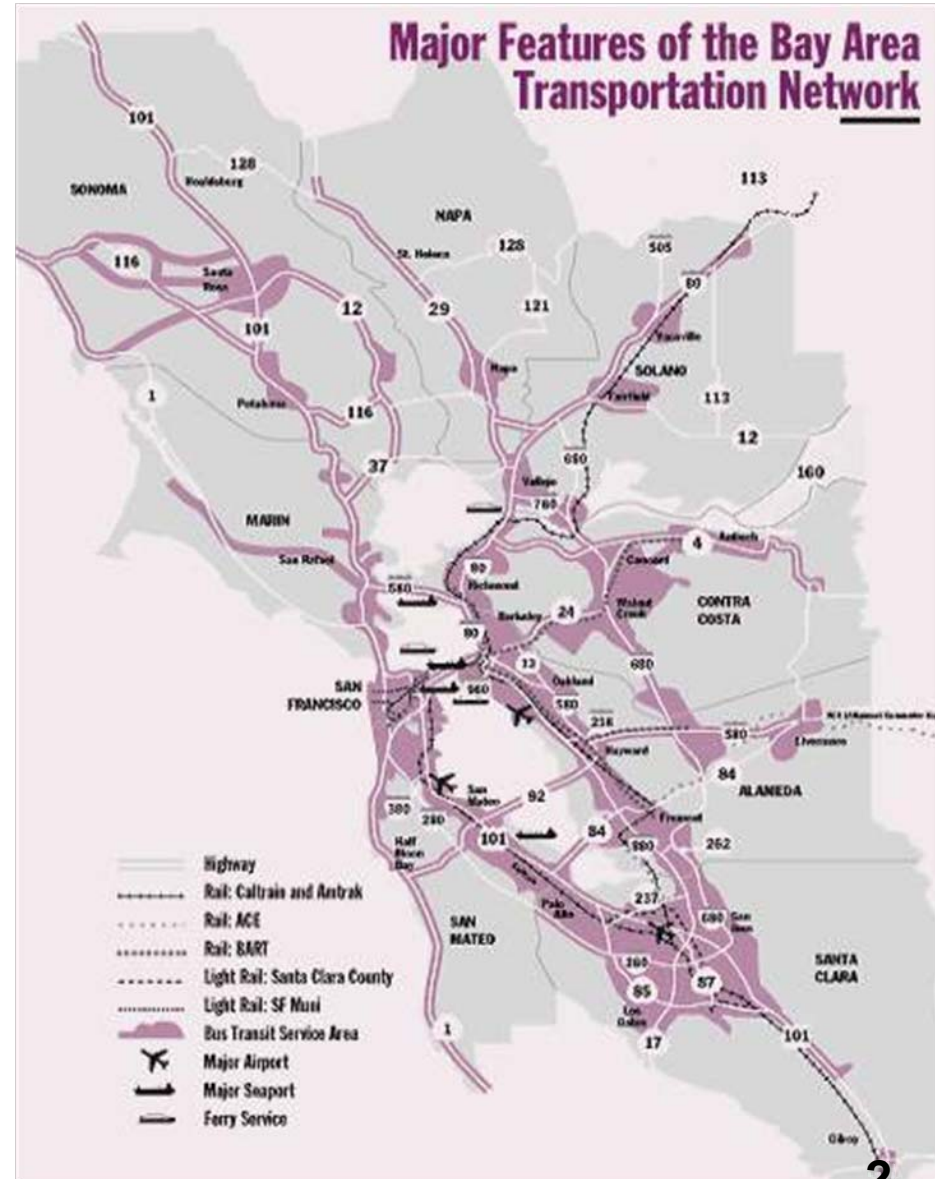 Major Features of the Bay Area
Transportation Network
101
128
Healdsburg
SONOMA
113
NAPA
St. Helena
128
505
116
Santa
Rosa
80
12
29
121
101
Vacaville
SOLANO
Napa
Fairfield
1
Petaluma
116
113
12
680
37
160
Vallejo
780
MARIN
4
Antioch
San Rafael
Concord
80
Richmond
580
CONTRA
COSTA
Walnut
Creek
24
Berkeley
80
13
680
Oakland
SAN
FRANCISCO
980
580
238
580
Hayward
Livermore
84
ALAMEDA
San
Mateo
92
380
280
Fremont
101
84
880
262
Half
Moon
Bay
Palo
Alto
237
680
San
Jose
SAN
MATEO
SANTA
CLARA
280
85
87
Los
Gatos
17
101
1
Gilroy
Highway
Rail: Caltrain and Amtrak
Rail: ACE
Rail: BART
Light Rail: Santa Clara County
Light Rail: SF Muni
Bus Transit Service Area
Major Airport
Major Seaport
Ferry Service
2